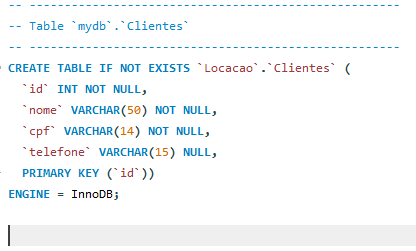 -- -----------------------------------------------------
-- Table `mydb`.`Clientes`
-- -----------------------------------------------------
CREATE TABLE IF NOT EXISTS `Locacao`.`Clientes` (
  `id` INT NOT NULL,
  `nome` VARCHAR(50) NOT NULL,
  `cpf` VARCHAR(14) NOT NULL,
  `telefone` VARCHAR(15) NULL,
  PRIMARY KEY (`id`))
ENGINE = InnoDB;